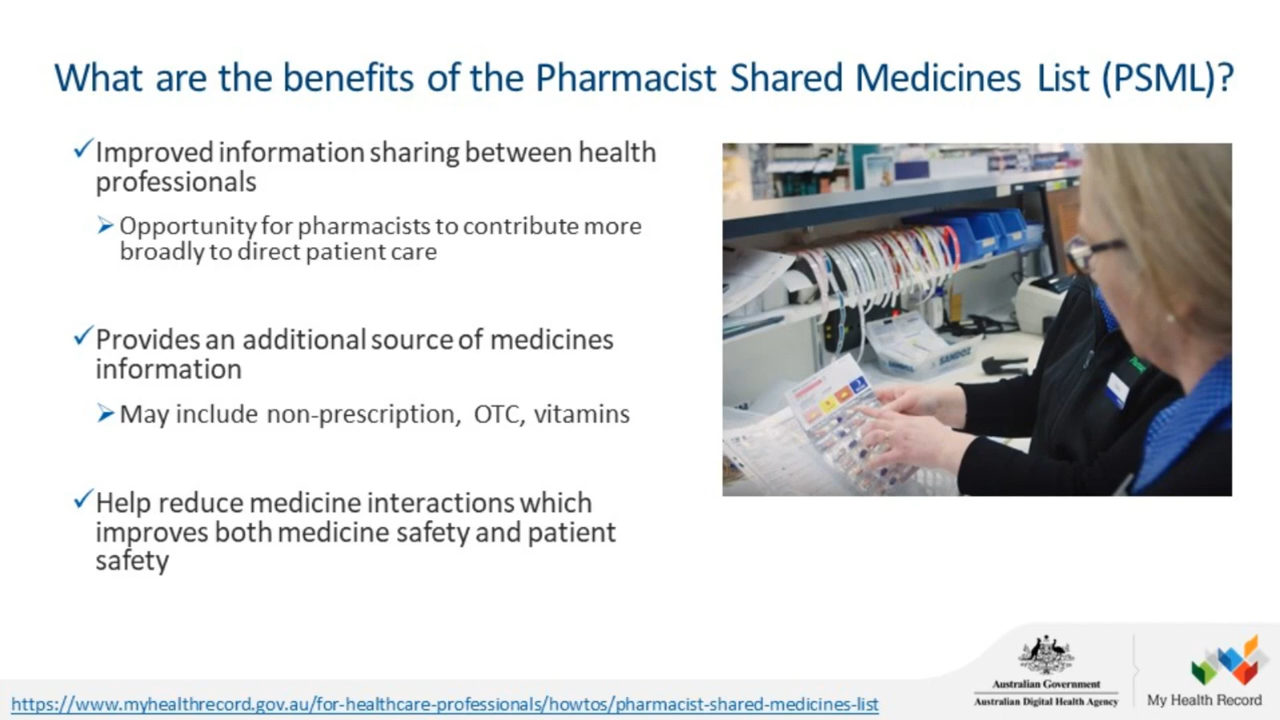 What are the benefits of the Pharmacist Shared Medicines List (PSML)?
Improved information sharing between health
professionals
Opportunity for pharmacists to contribute more
broadly to direct patient care
Provides an additional source of medicines
information
May include non-prescription, OTC, vitamins
Help reduce medicine interactions which
improves both medicine safety and patient
safety
SANDOZ
Australian Government
Australian Digital Health Agency
My Health Record
https://www.myhealthrecord.gov.au/for-healthcare-professionals/howtos/pharmacist-shared-medicines-list